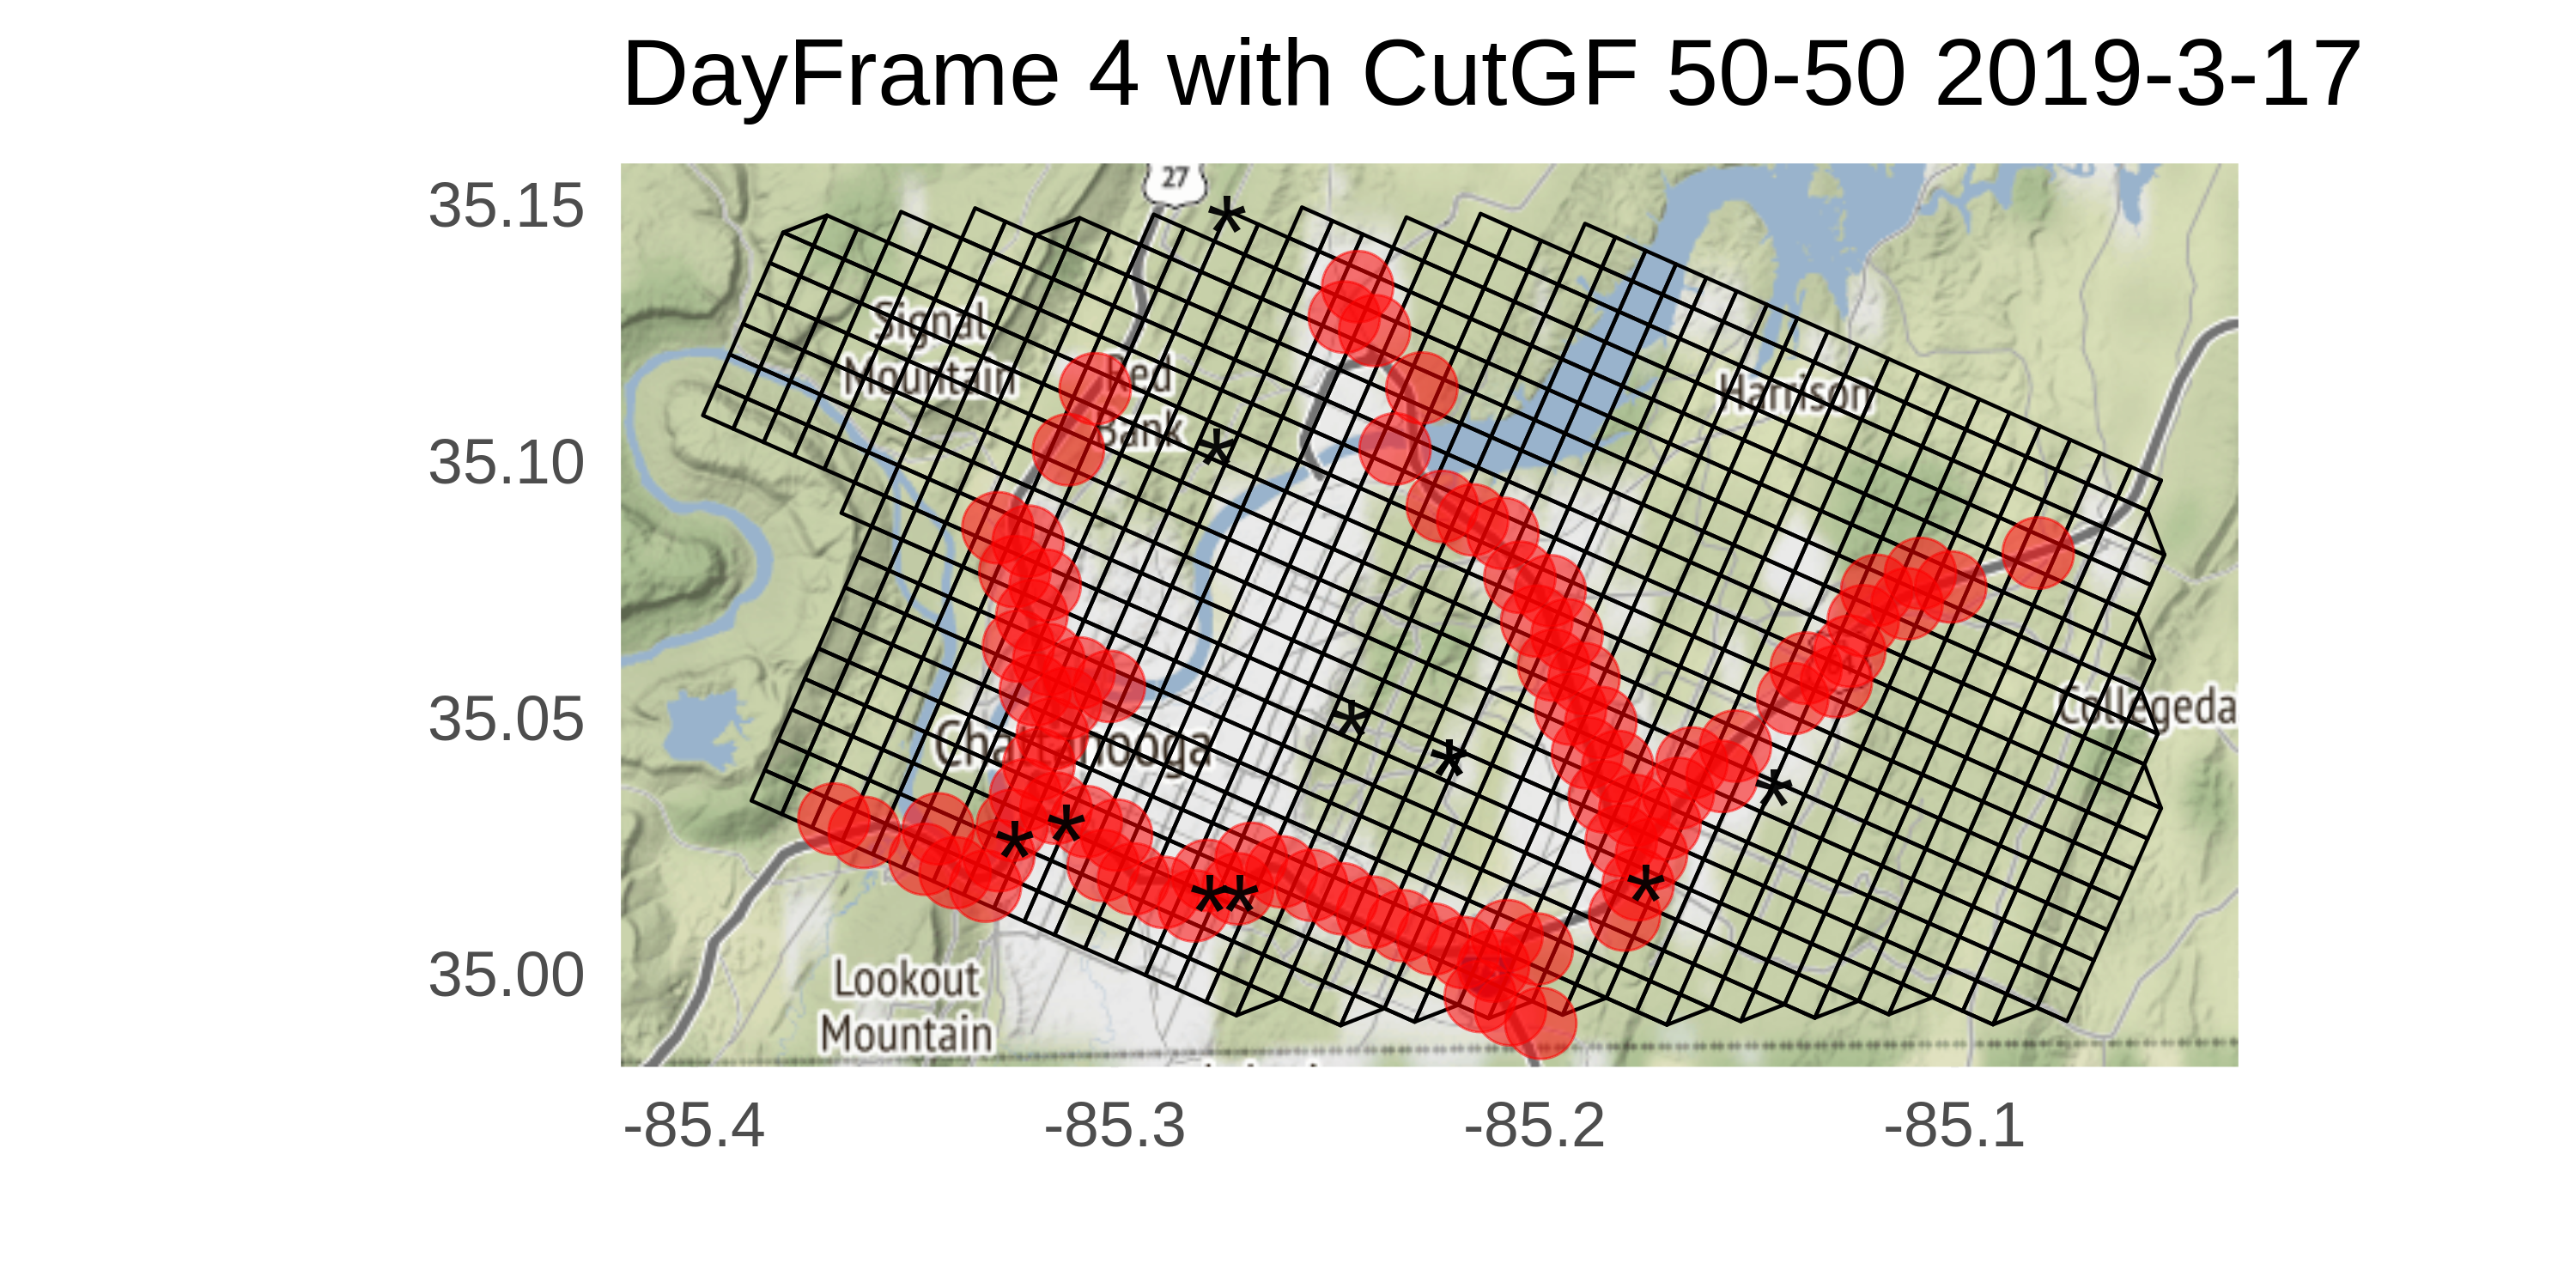 DayFrame 4 with CutGF 50-50 2019-3-17
35.15
35.10
35.05
35.00
27
Signal
Mountain
Red
Bank
Harrison
Collegeda
Chattanooga
Lookout
Mountain
-85.4
-85.3
-85.2
-85.1